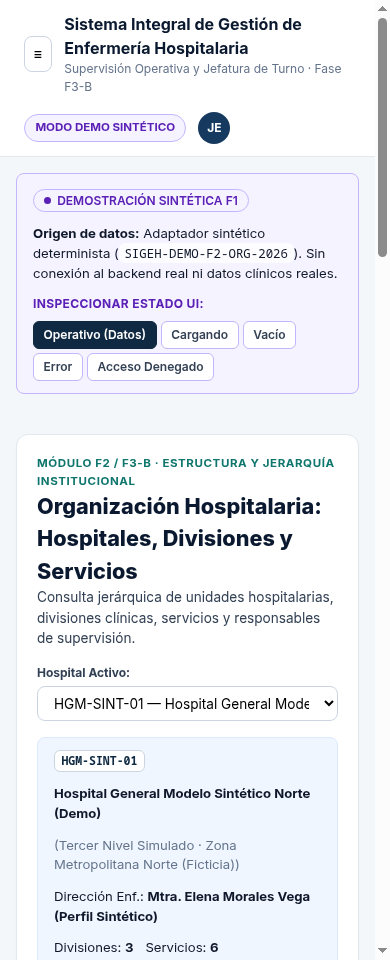 Sistema Integral de Gestión de
Enfermería Hospitalaria
Supervisión Operativa y Jefatura de Turno · Fase
F3-B
MODO DEMO SINTÉTICO
JE
DEMOSTRACIÓN SINTÉTICA F1
Origen de datos: Adaptador sintético
determinista ( SIGEH-DEMO-F2-ORG-2026 ). Sin
conexión al backend real ni datos clínicos reales.
INSPECCIONAR ESTADO UI:
Operativo (Datos) Cargando Vacío
Error Acceso Denegado
MÓDULO F2 / F3-B · ESTRUCTURA Y JERARQUÍA
INSTITUCIONAL
Organización Hospitalaria:
Hospitales, Divisiones y
Servicios
Consulta jerárquica de unidades hospitalarias,
divisiones clínicas, servicios y responsables
de supervisión.
Hospital Activo:
HGM-SINT-01 — Hospital General Mode
HGM-SINT-01
Hospital General Modelo Sintético Norte
(Demo)
(Tercer Nivel Simulado · Zona
Metropolitana Norte (Ficticia))
Dirección Enf.: Mtra. Elena Morales Vega
(Perfil Sintético)
Divisiones: 3 Servicios: 6